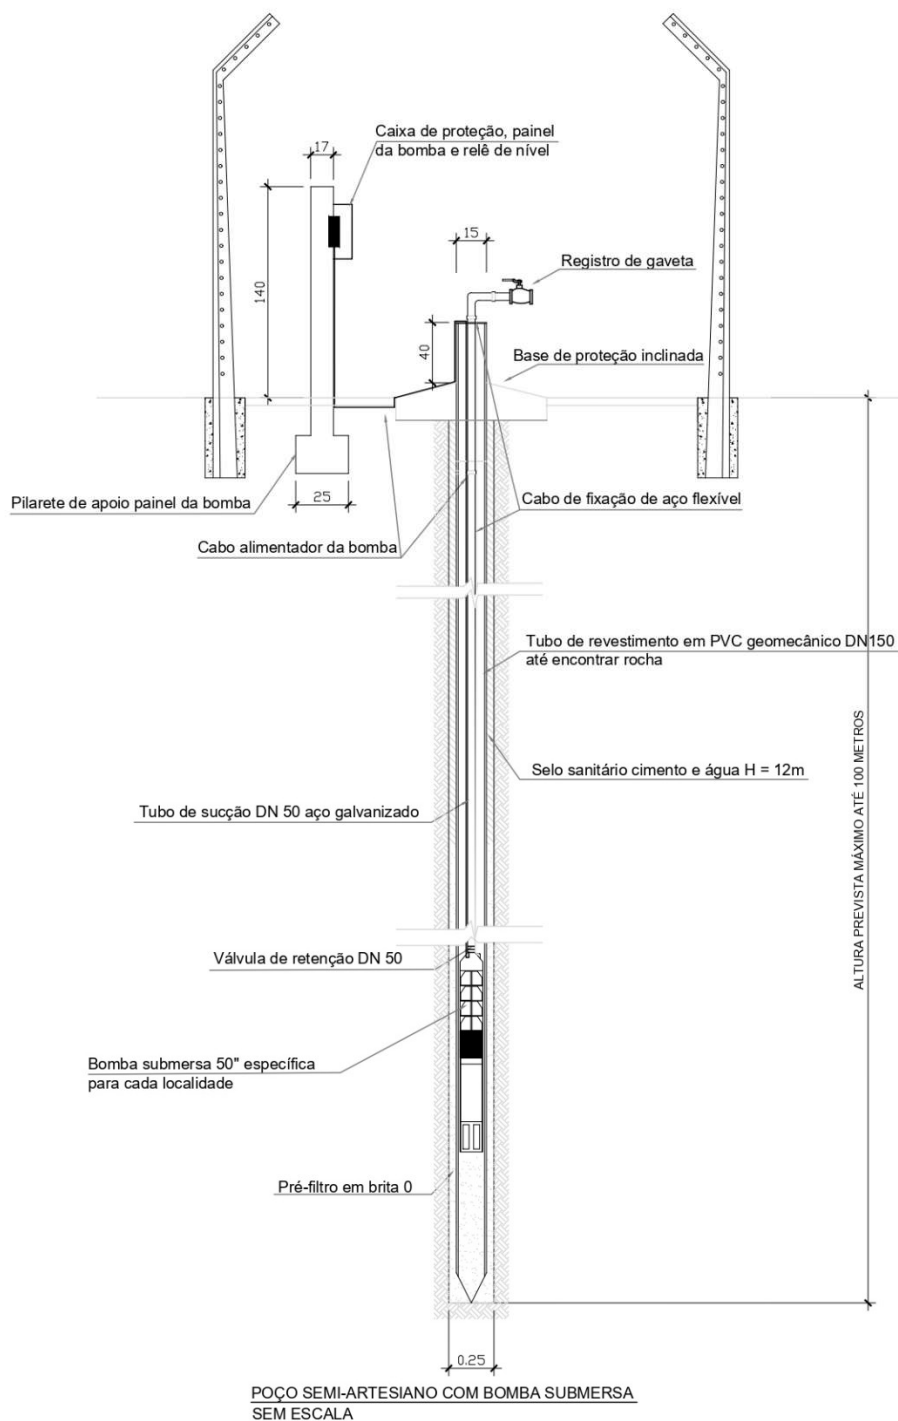 Caixa de proteção, painel
da bomba e relê de nível
17
15
Registro de gaveta
140
40
Base de proteção inclinada
Pilarete de apoio painel da bomba
25
Cabo de fixação de aço flexível
Cabo alimentador da bomba
Tubo de revestimento em PVC geomecânico DN150
até encontrar rocha
ALTURA PREVISTA MÁXIMO ATÉ 100 METROS
Selo sanitário cimento e água H = 12m
Tubo de sucção DN 50 aço galvanizado
Válvula de retenção DN 50
Bomba submersa 50" específica
para cada localidade
Pré-filtro em brita 0
0.25
POÇO SEMI-ARTESIANO COM BOMBA SUBMERSA
SEM ESCALA